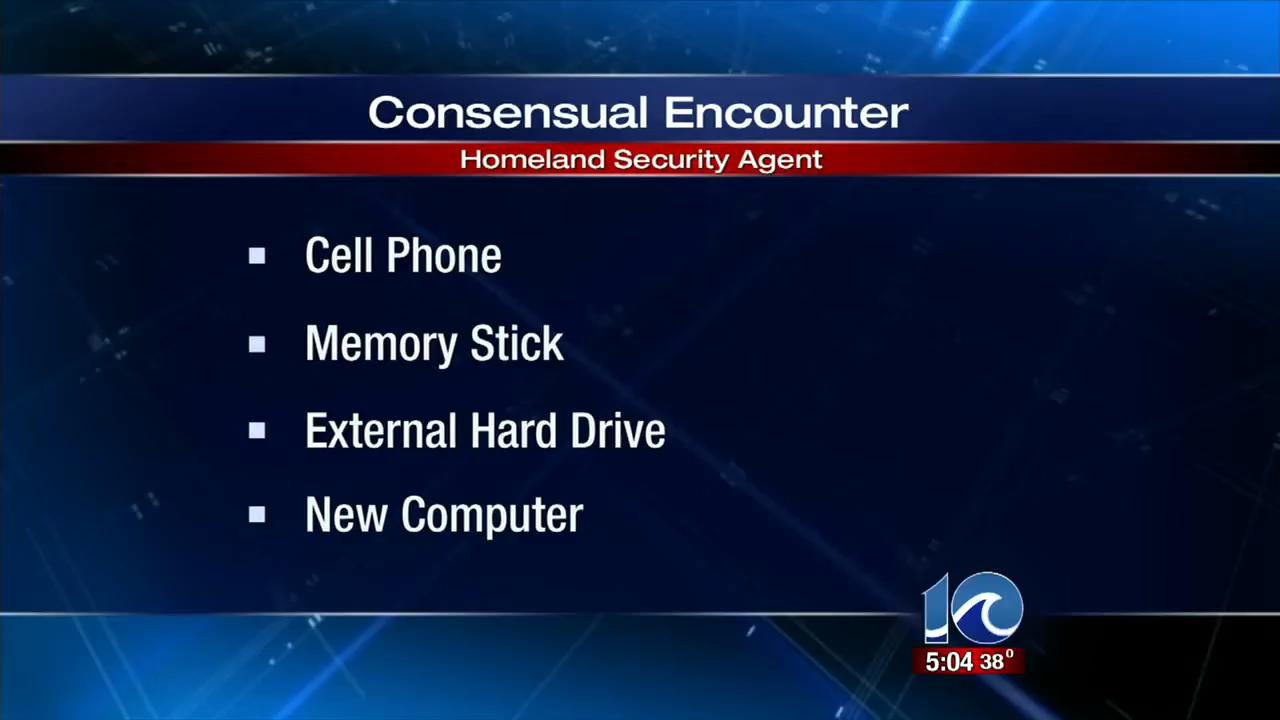 Consensual Encounter
Homeland Security Agent
▪ Cell Phone
▪ Memory Stick
▪ External Hard Drive
▪ New Computer
10
5:04 38°